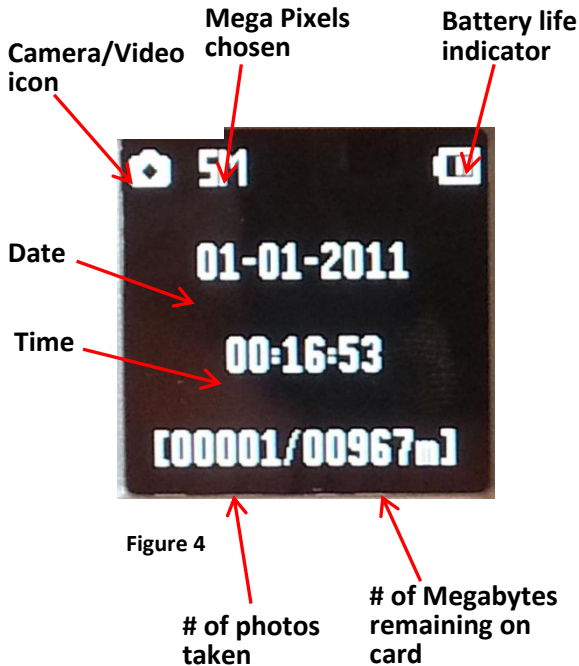 Mega Pixels
chosen
Battery life
indicator
Camera/Video
icon
5M
Date
01-01-2011
Time
00:16:53
[00001/00967m]
Figure 4
# of photos
taken
# of Megabytes
remaining on
card